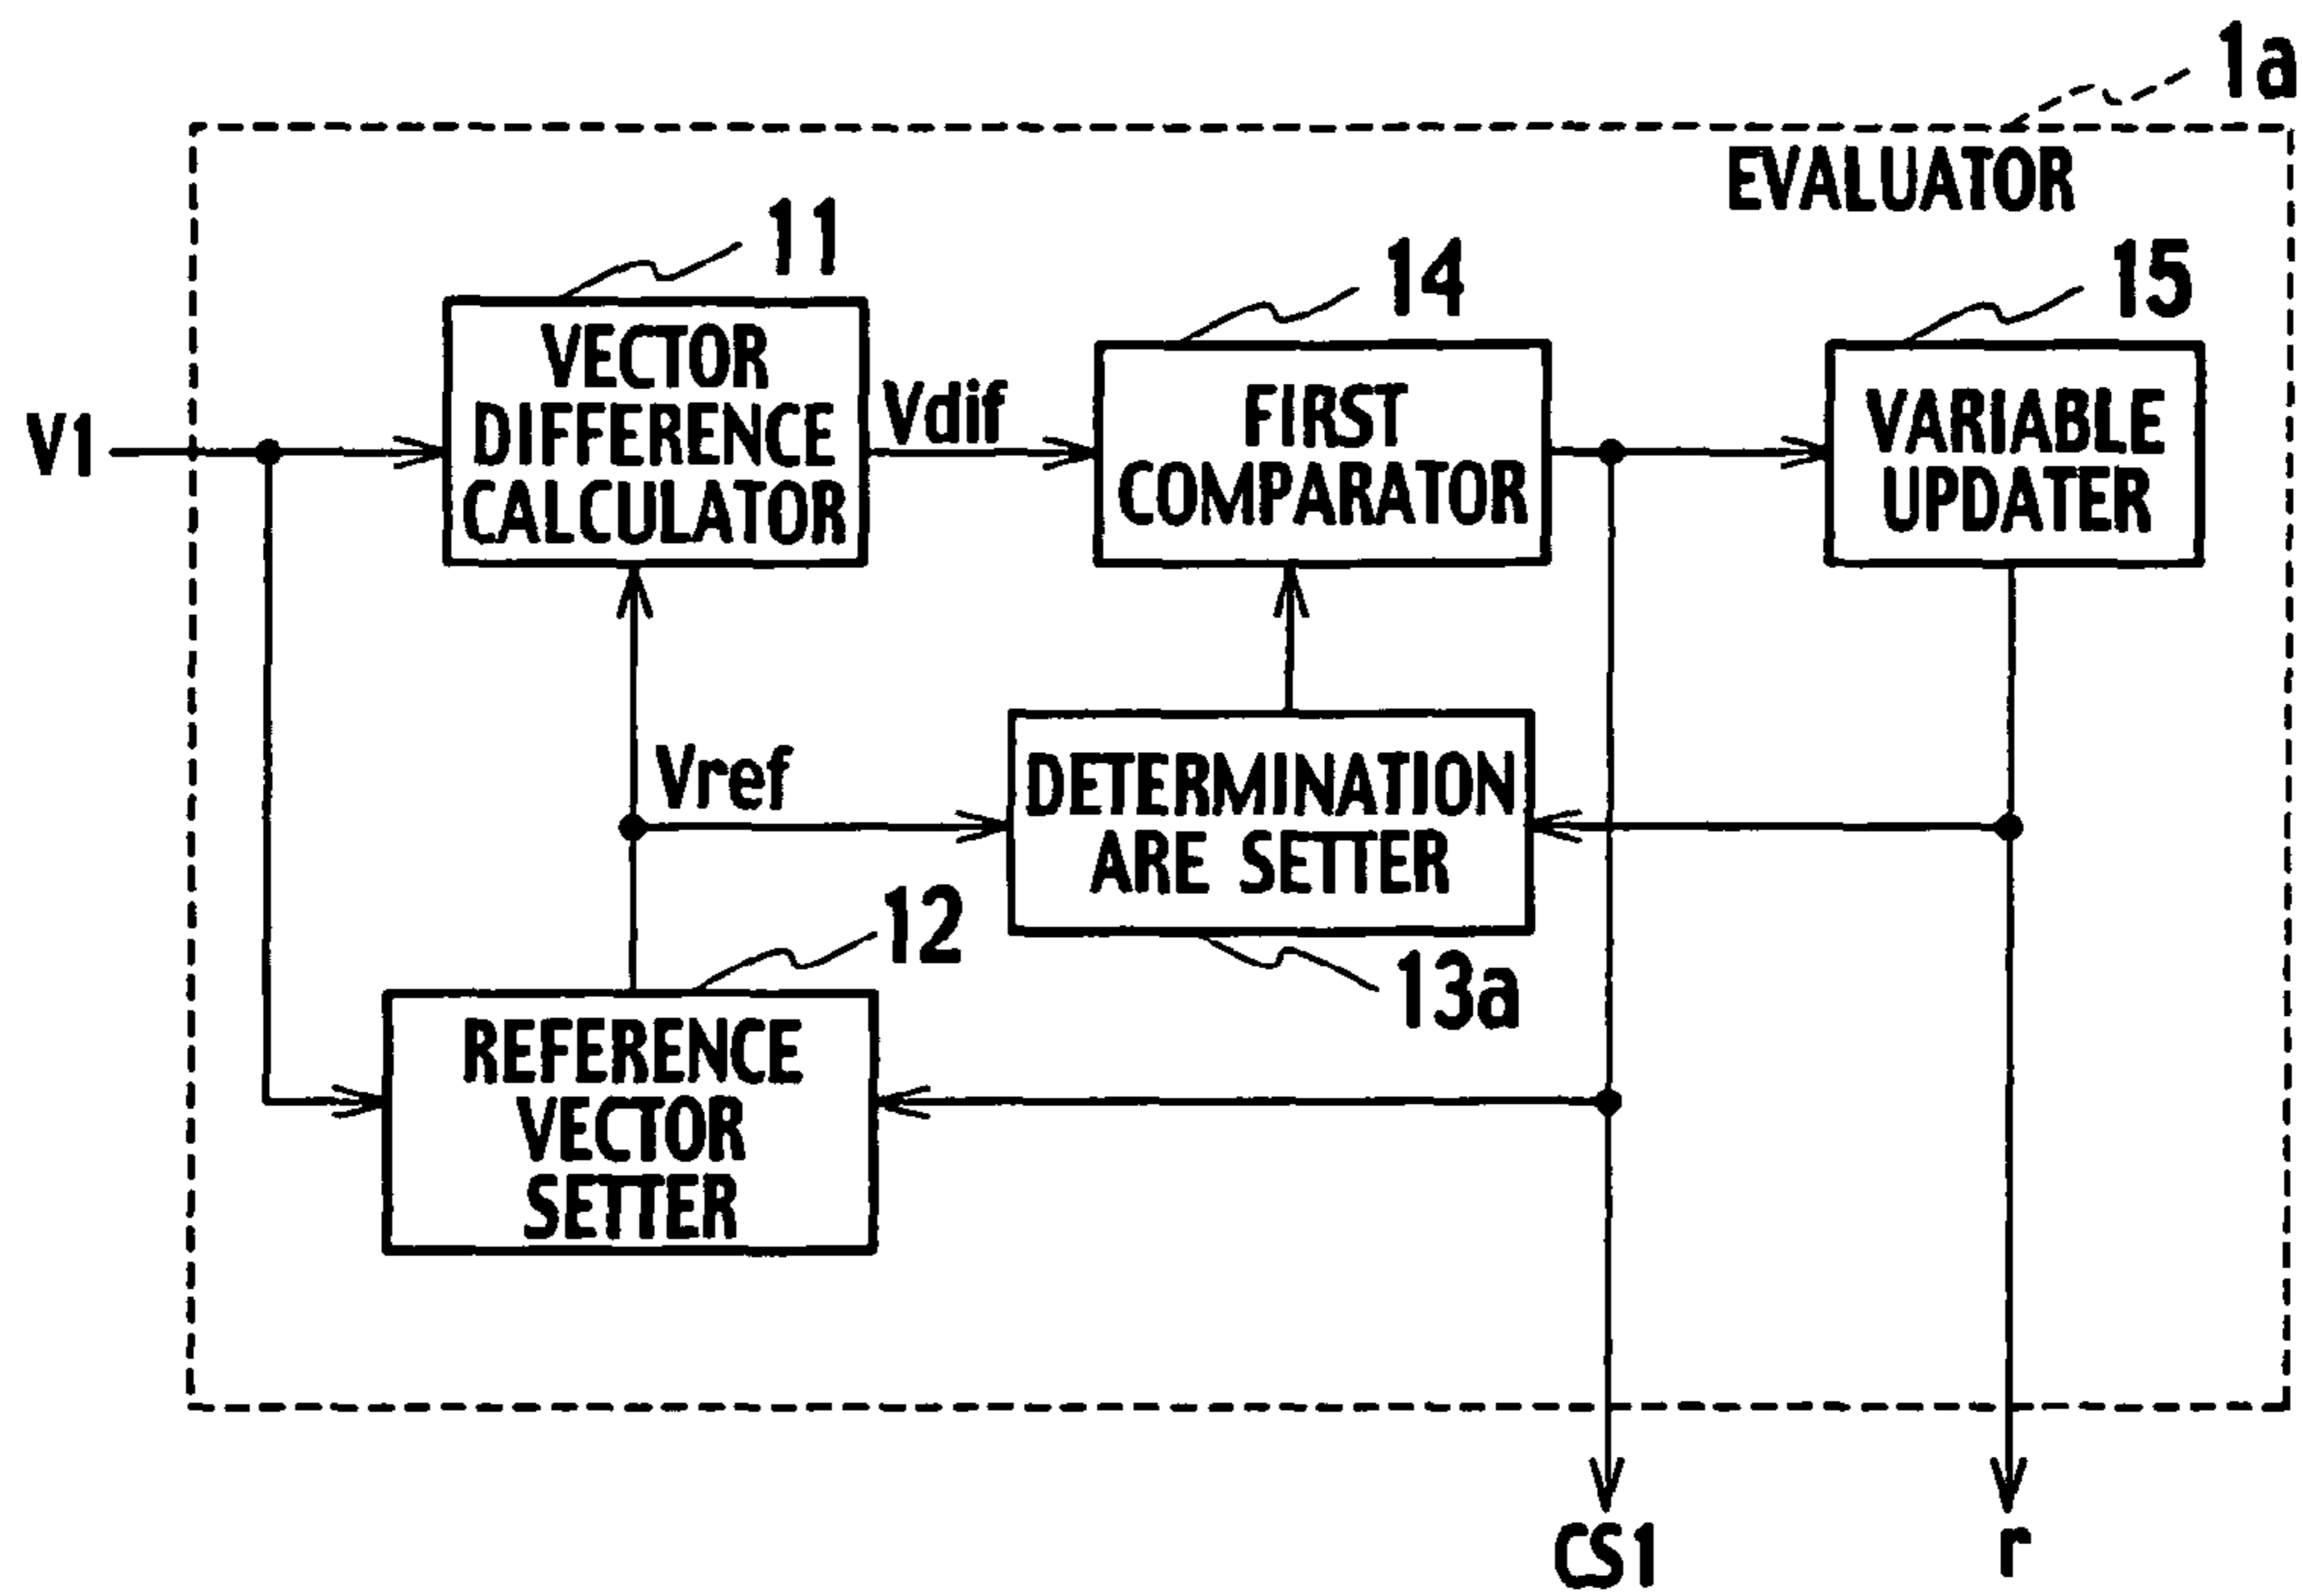 1a
EVALUATOR
11
14
15
VECTOR
DIFFERENCE
CALCULATOR
Vdif
FIRST
COMPARATOR
VARIABLE
UPDATER
V1
Vref
DETERMINATION
ARE SETTER
12
13a
REFERENCE
VECTOR
SETTER
CS1
r